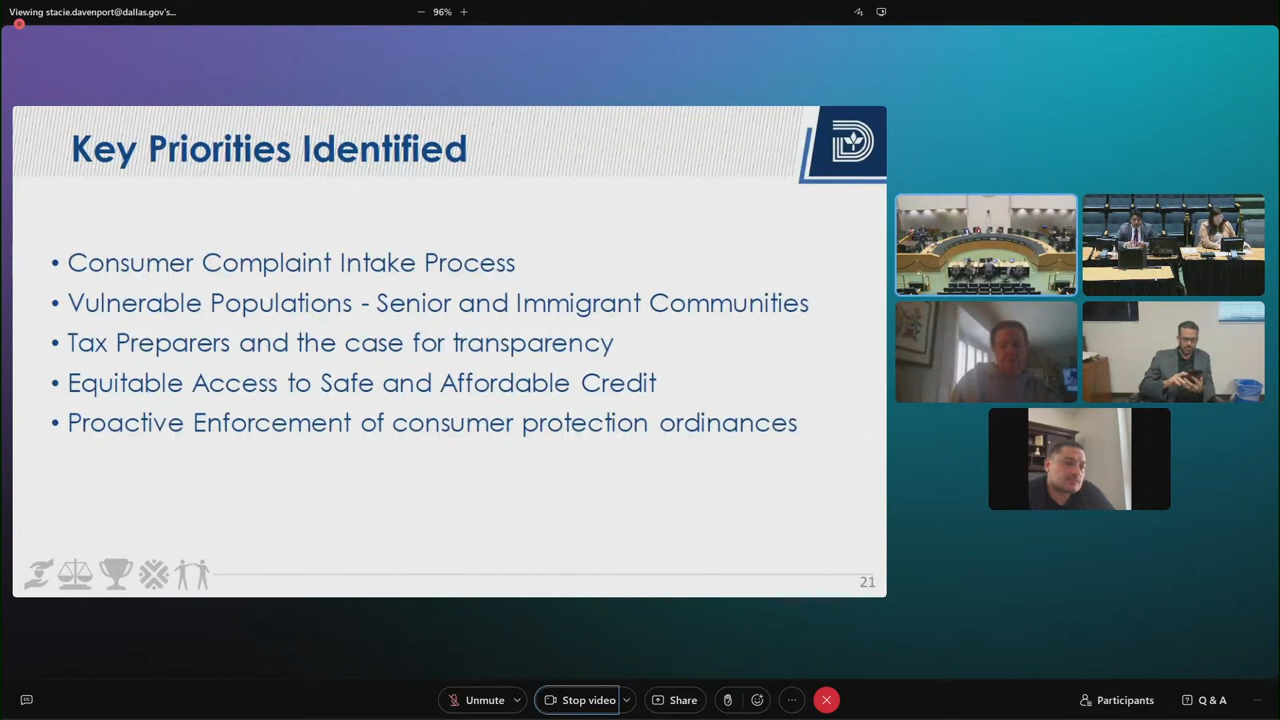 Viewing stacie.davenport@dallas.gov's...
96%
Key Priorities Identified
• Consumer Complaint Intake Process
• Vulnerable Populations - Senior and Immigrant Communities
• Tax Preparers and the case for transparency
• Equitable Access to Safe and Affordable Credit
• Proactive Enforcement of consumer protection ordinances
21
Unmute
Stop video
Share
Participants
Q & A